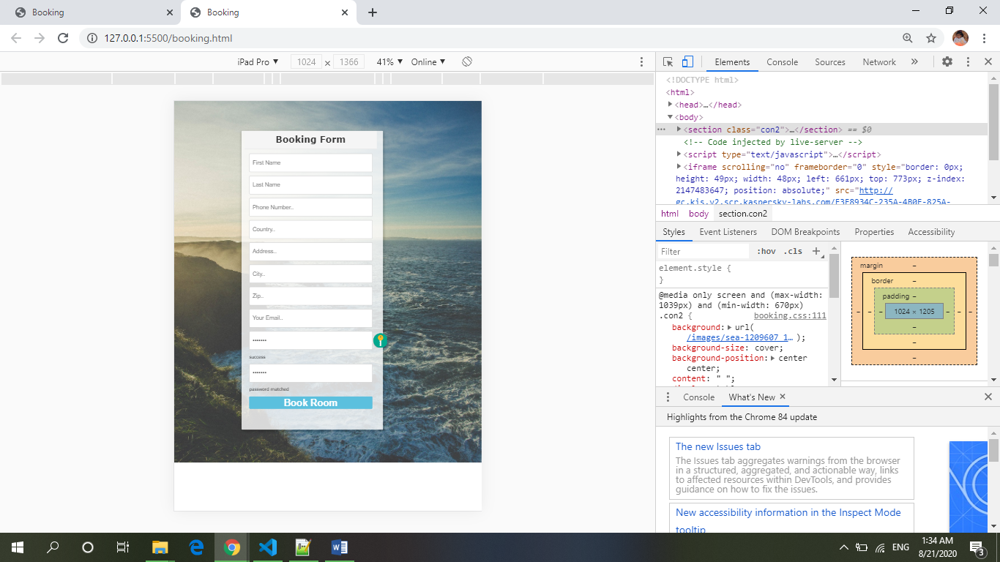 Booking
Booking
127.0.0.1:5500/booking.html
iPad Pro ▼ 1024 x 1366 41% ▼ Online ▼
Elements Console Sources Network »
<!DOCTYPE html>
<html>
<head>…</head>
<body>
<section class="con2">…</section> == $0
<!-- Code injected by live-server -->
<script type="text/javascript">…</script>
<iframe scrolling="no" frameborder="0" style="border: 0px;
height: 49px; width: 48px; left: 661px; top: 773px; z-index:
2147483647; position: absolute;" src="http://
gc.kis.v2.scr.kaspersky-labs.com/E3E8934C-235A-4B0E-825A-
html body section.con2
Styles Event Listeners DOM Breakpoints Properties Accessibility
Filter :hov .cls +
element.style {
}
@media only screen and (max-width:
1039px) and (min-width: 670px)
.con2 { booking.css:111
background: url(
/images/sea-1209607_1… );
background-size: cover;
background-position: center
center;
content: " ";
margin –
border –
padding –
– – – 1024 × 1205 – – –
–
–
–
Console What's New
Highlights from the Chrome 84 update
The new Issues tab
The Issues tab aggregates warnings from the browser
in a structured, aggregated, and actionable way, links
to affected resources within DevTools, and provides
guidance on how to fix the issues.
New accessibility information in the Inspect Mode
tooltip
Booking Form
First Name
Last Name
Phone Number..
Country..
Address..
City..
Zip..
Your Email..
•••••••
success
•••••••
password matched
Book Room
ENG
1:34 AM
8/21/2020
3